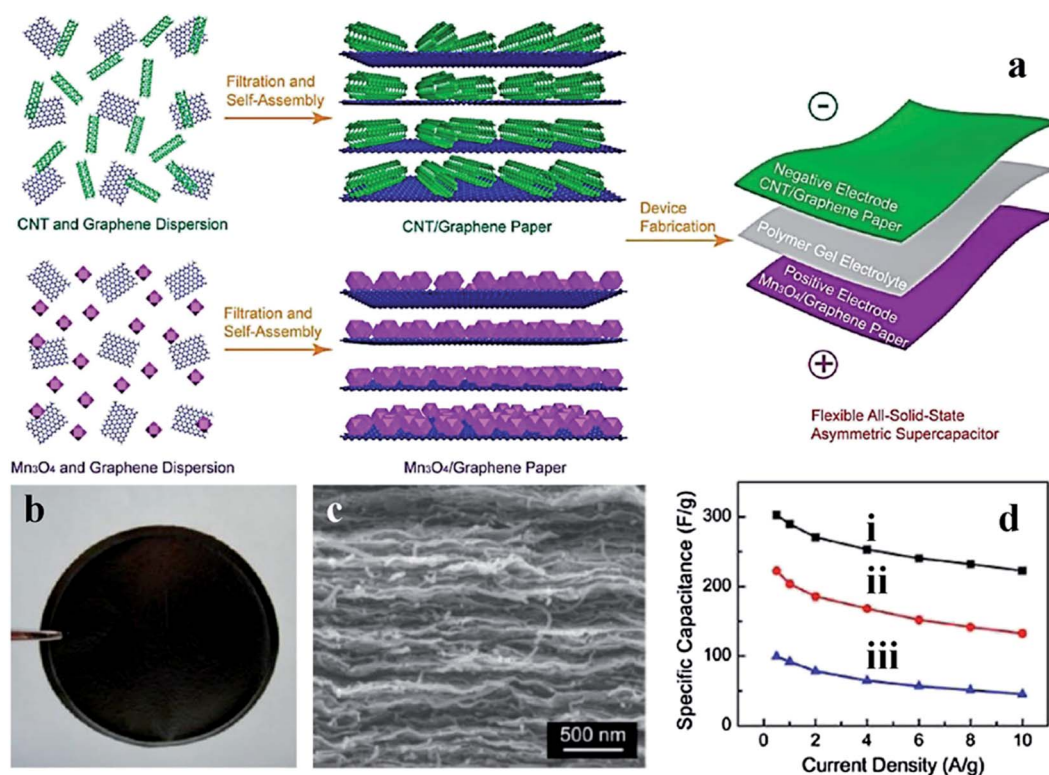 a
Filtration and
Self-Assembly
CNT and Graphene Dispersion
CNT/Graphene Paper
Device
Fabrication
Negative Electrode
CNT/Graphene Paper
Polymer Gel Electrolyte
Positive Electrode
Mn₃O₄/Graphene Paper
Filtration and
Self-Assembly
Mn₃O₄ and Graphene Dispersion
Mn₃O₄/Graphene Paper
Flexible All-Solid-State
Asymmetric Supercapacitor
b
c
500 nm
d
Specific Capacitance (F/g)
300
200
100
0
i
ii
iii
0 2 4 6 8 10
Current Density (A/g)